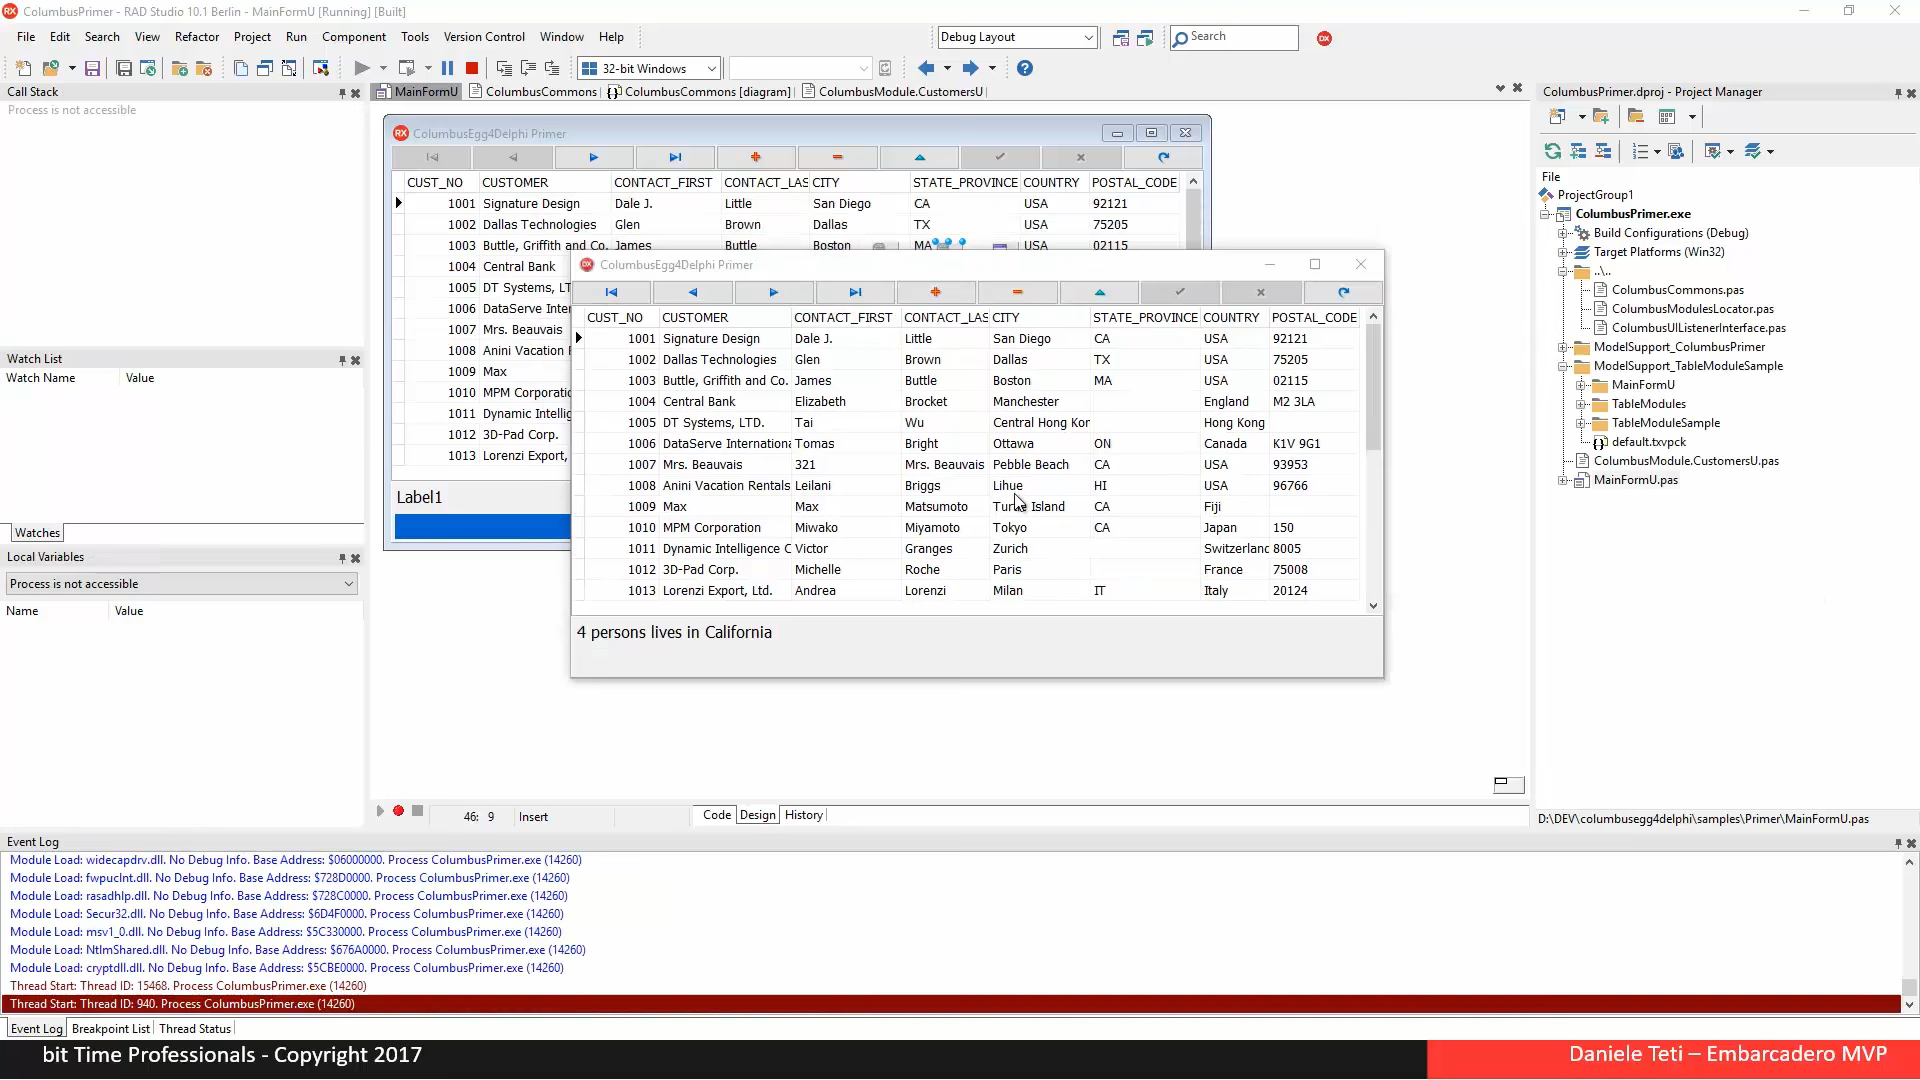 ColumbusPrimer - RAD Studio 10.1 Berlin - MainFormU [Running] [Built]
File Edit Search View Refactor Project Run Component Tools Version Control Window Help
Debug Layout
Search
32-bit Windows
Call Stack
Process is not accessible
MainFormU ColumbusCommons ColumbusCommons [diagram] ColumbusModule.CustomersU
ColumbusEgg4Delphi Primer
CUST_NO CUSTOMER CONTACT_FIRST CONTACT_LAS CITY STATE_PROVINCE COUNTRY POSTAL_CODE
1001 Signature Design Dale J. Little San Diego CA USA 92121
1002 Dallas Technologies Glen Brown Dallas TX USA 75205
1003 Buttle, Griffith and Co. James Buttle Boston MA USA 02115
1004 Central Bank
1005 DT Systems, LT
1006 DataServe Inter
1007 Mrs. Beauvais
1008 Anini Vacation
1009 Max
1010 MPM Corporatio
1011 Dynamic Intellig
1012 3D-Pad Corp.
1013 Lorenzi Export,
Label1
ColumbusEgg4Delphi Primer
CUST_NO CUSTOMER CONTACT_FIRST CONTACT_LAS CITY STATE_PROVINCE COUNTRY POSTAL_CODE
1001 Signature Design Dale J. Little San Diego CA USA 92121
1002 Dallas Technologies Glen Brown Dallas TX USA 75205
1003 Buttle, Griffith and Co. James Buttle Boston MA USA 02115
1004 Central Bank Elizabeth Brocket Manchester England M2 3LA
1005 DT Systems, LTD. Tai Wu Central Hong Kor Hong Kong
1006 DataServe Internationa Tomas Bright Ottawa ON Canada K1V 9G1
1007 Mrs. Beauvais 321 Mrs. Beauvais Pebble Beach CA USA 93953
1008 Anini Vacation Rentals Leilani Briggs Lihue HI USA 96766
1009 Max Max Matsumoto Turtle Island CA Fiji
1010 MPM Corporation Miwako Miyamoto Tokyo CA Japan 150
1011 Dynamic Intelligence C Victor Granges Zurich Switzerland 8005
1012 3D-Pad Corp. Michelle Roche Paris France 75008
1013 Lorenzi Export, Ltd. Andrea Lorenzi Milan IT Italy 20124
4 persons lives in California
Watch List
Watch Name Value
Watches
Local Variables
Process is not accessible
Name Value
46: 9 Insert
Code Design History
ColumbusPrimer.dproj - Project Manager
File
ProjectGroup1
ColumbusPrimer.exe
Build Configurations (Debug)
Target Platforms (Win32)
..\..
ColumbusCommons.pas
ColumbusModulesLocator.pas
ColumbusUIListenerInterface.pas
ModelSupport_ColumbusPrimer
ModelSupport_TableModuleSample
MainFormU
TableModules
TableModuleSample
default.txvpck
ColumbusModule.CustomersU.pas
MainFormU.pas
D:\DEV\columbusegg4delphi\samples\Primer\MainFormU.pas
Event Log
Module Load: widecapdrv.dll. No Debug Info. Base Address: $06000000. Process ColumbusPrimer.exe (14260)
Module Load: fwpuclnt.dll. No Debug Info. Base Address: $728D0000. Process ColumbusPrimer.exe (14260)
Module Load: rasadhlp.dll. No Debug Info. Base Address: $728C0000. Process ColumbusPrimer.exe (14260)
Module Load: Secur32.dll. No Debug Info. Base Address: $6D4F0000. Process ColumbusPrimer.exe (14260)
Module Load: msv1_0.dll. No Debug Info. Base Address: $5C330000. Process ColumbusPrimer.exe (14260)
Module Load: NtlmShared.dll. No Debug Info. Base Address: $676A0000. Process ColumbusPrimer.exe (14260)
Module Load: cryptdll.dll. No Debug Info. Base Address: $5CBE0000. Process ColumbusPrimer.exe (14260)
Thread Start: Thread ID: 15468. Process ColumbusPrimer.exe (14260)
Thread Start: Thread ID: 940. Process ColumbusPrimer.exe (14260)
Event Log Breakpoint List Thread Status
bit Time Professionals - Copyright 2017
Daniele Teti – Embarcadero MVP